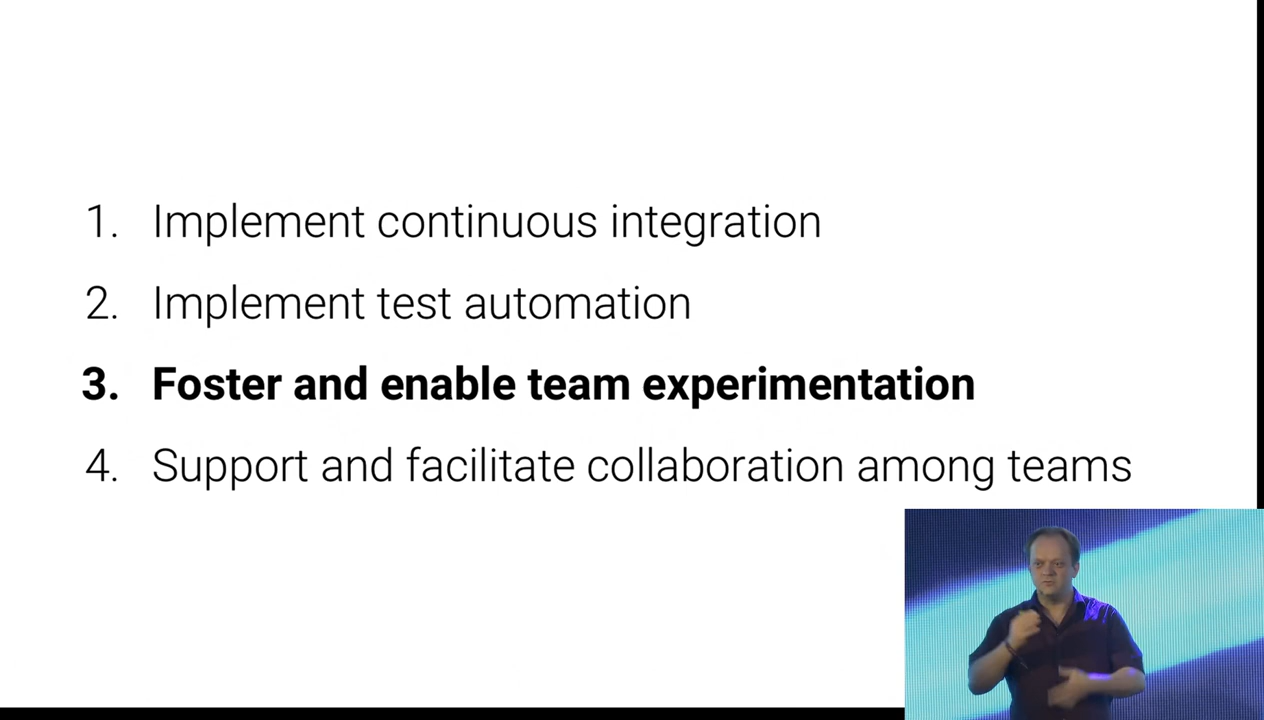 1. Implement continuous integration
2. Implement test automation
3. Foster and enable team experimentation
4. Support and facilitate collaboration among teams